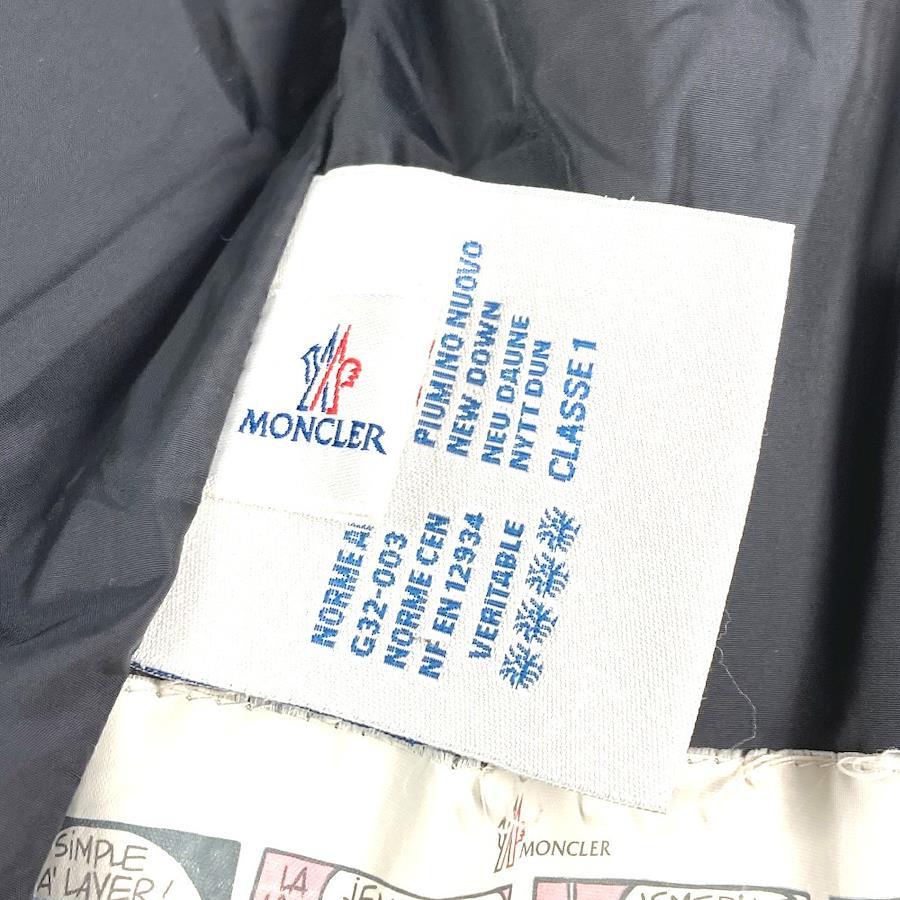 MONCLER
PIUMINO NUOVO
NEW DOWN
NEU DAUNE
NYTT DUN
CLASSE 1
NORME
G32-003
NORME CEN
NF EN 12934
VERITABLE
MONCLER
SiMPLE
A' LAVER!
LA